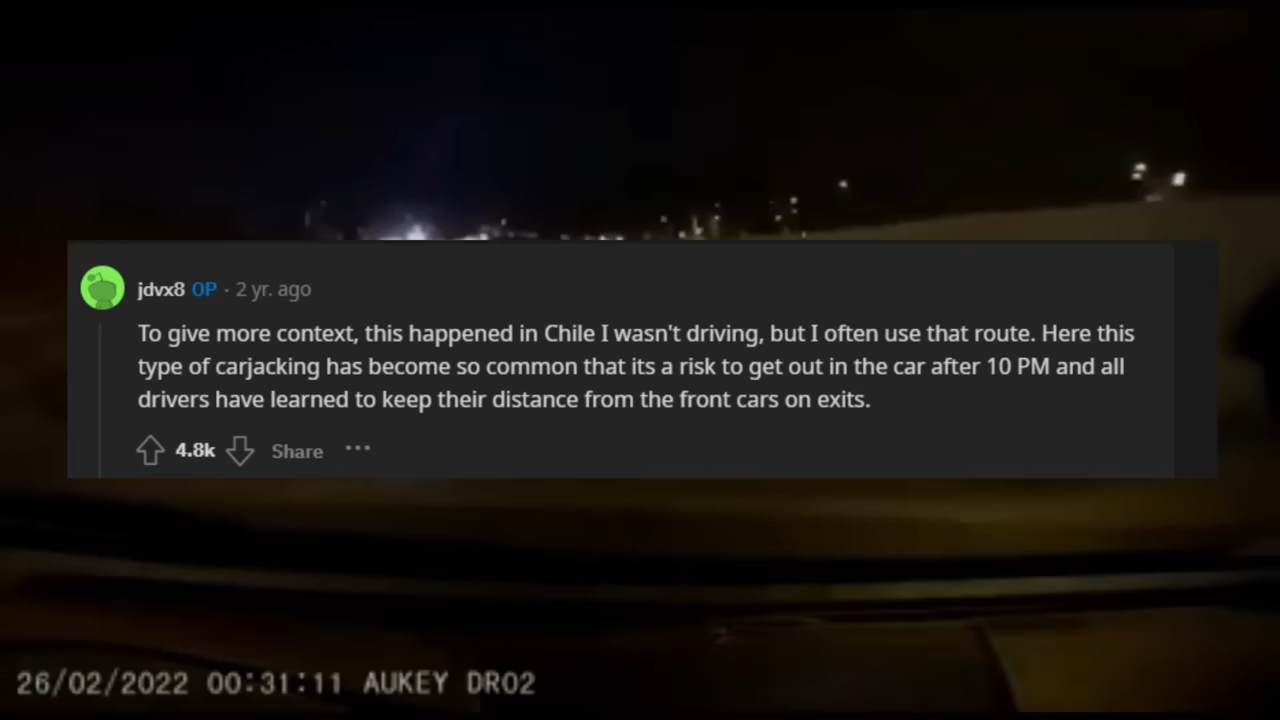 jdvx8 OP · 2 yr. ago
To give more context, this happened in Chile I wasn't driving, but I often use that route. Here this
type of carjacking has become so common that its a risk to get out in the car after 10 PM and all
drivers have learned to keep their distance from the front cars on exits.
4.8k Share ···
26/02/2022 00:31:11 AUKEY DR02